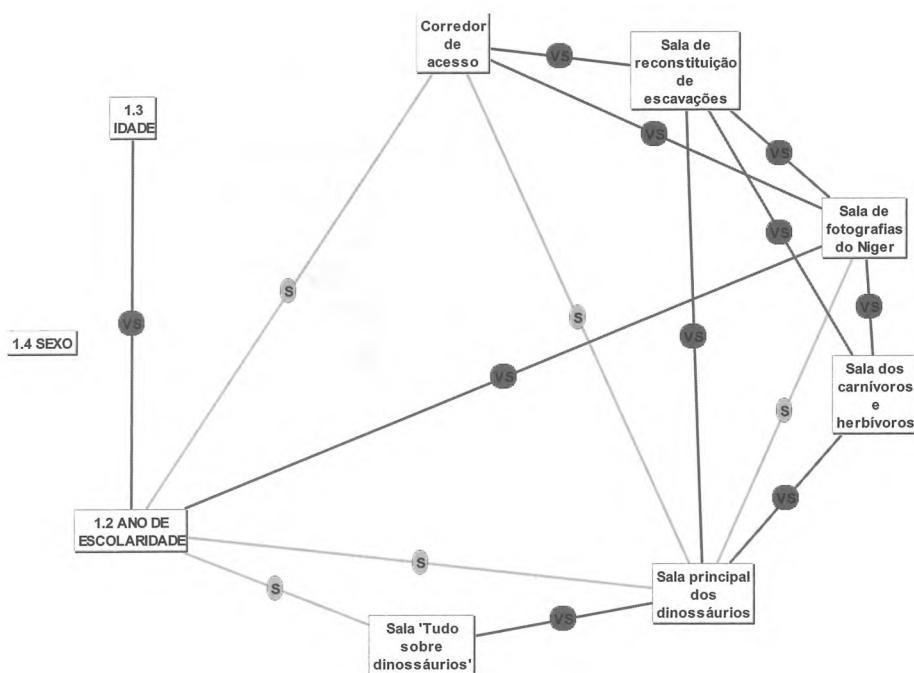 Corredor
de
acesso
VS
Sala de
reconstituição
de
escavações
1.3
IDADE
VS
VS
Sala de
fotografias
do Niger
VS
S
VS
S
VS
1.4 SEXO
VS
VS
Sala dos
carnívoros
e
herbívoros
S
VS
1.2 ANO DE
ESCOLARIDADE
S
S
Sala principal
dos
dinossáurios
VS
Sala 'Tudo
sobre
dinossáurios'